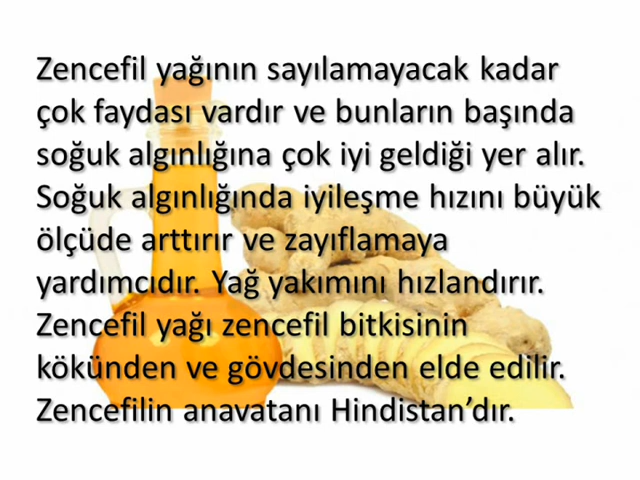 Zencefil yağının sayılamayacak kadar
çok faydası vardır ve bunların başında
soğuk algınlığına çok iyi geldiği yer alır.
Soğuk algınlığında iyileşme hızını büyük
ölçüde arttırır ve zayıflamaya
yardımcıdır. Yağ yakımını hızlandırır.
Zencefil yağı zencefil bitkisinin
kökünden ve gövdesinden elde edilir.
Zencefilin anavatanı Hindistan’dır.